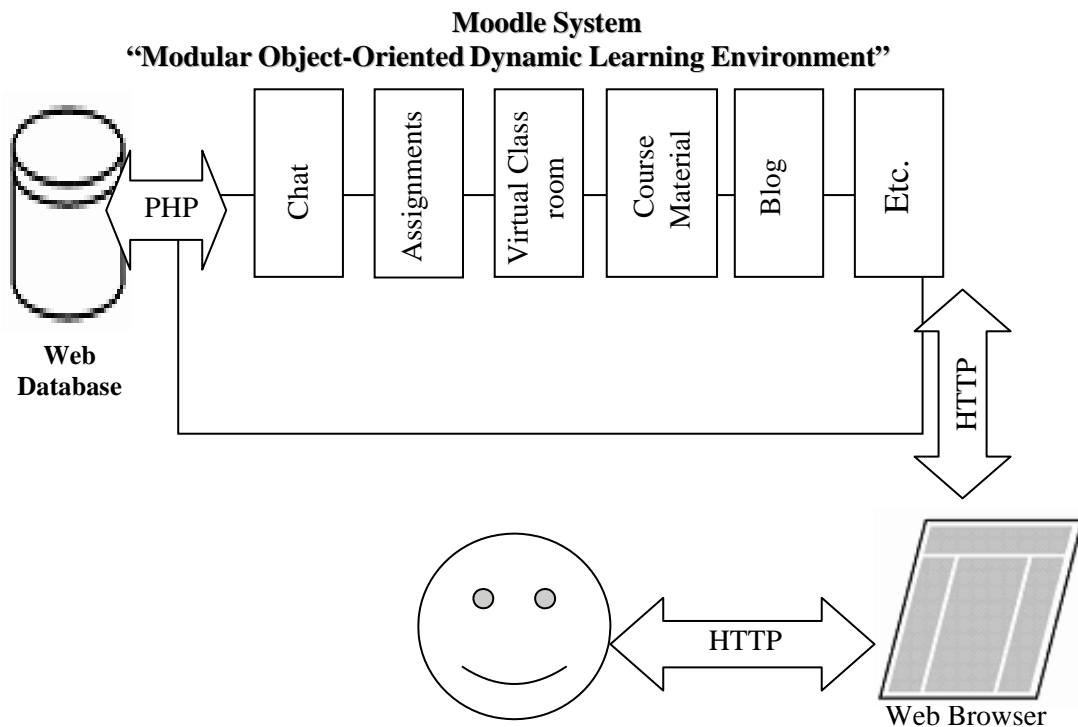 Moodle System
“Modular Object-Oriented Dynamic Learning Environment”
PHP
Chat
Assignments
Virtual Class
room
Course
Material
Blog
Etc.
Web
Database
HTTP
HTTP
Web Browser